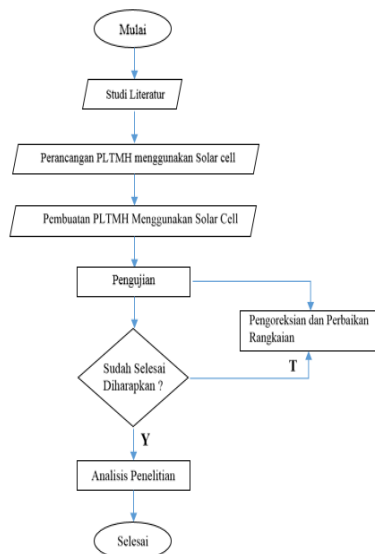 Mulai
Studi Literatur
Perancangan PLTMH menggunakan Solar cell
Pembuatan PLTMH Menggunakan Solar Cell
Pengujian
Pengoreksian dan Perbaikan
Rangkaian
Sudah Selesai
Diharapkan ?
T
Y
Analisis Penelitian
Selesai